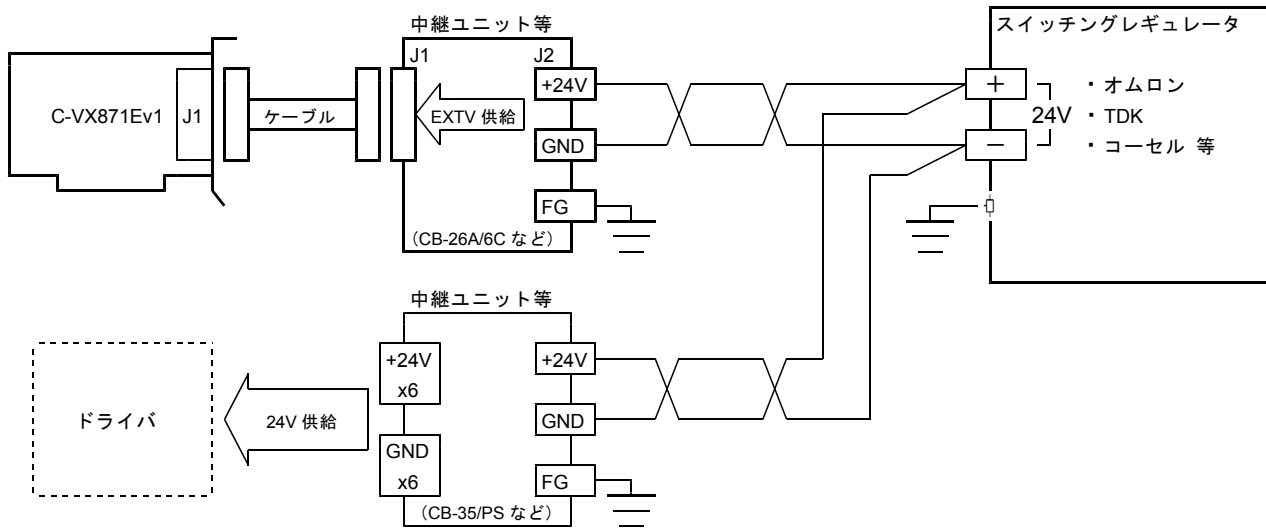 中継ユニット等
スイッチングレギュレータ
J1
J2
+24V
C-VX871Ev1
J1
ケーブル
EXTV 供給
GND
FG
(CB-26A/6C など)
+
−
24V
・オムロン
・TDK
・コーセル 等
中継ユニット等
+24V
x6
+24V
ドライバ
24V 供給
GND
GND
x6
FG
(CB-35/PS など)